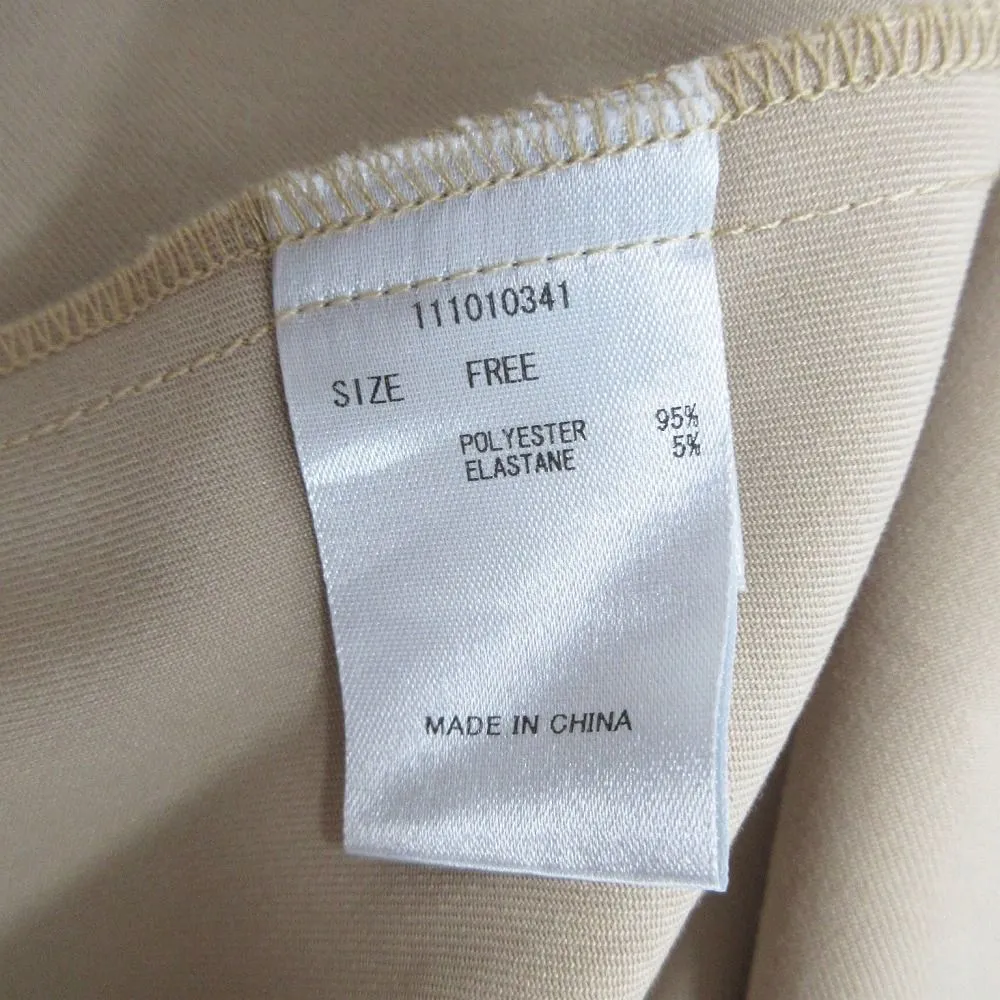 111010341
SIZE FREE
POLYESTER 95%
ELASTANE 5%
MADE IN CHINA